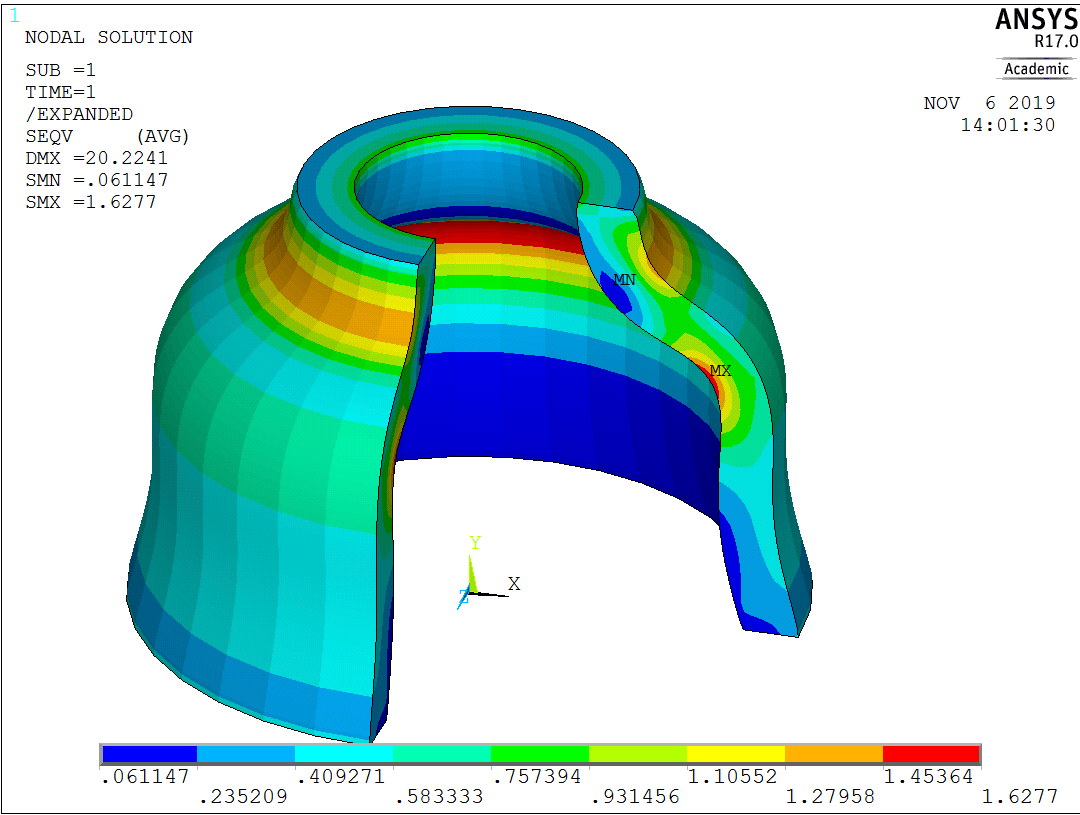 1
NODAL SOLUTION
SUB =1
TIME=1
/EXPANDED
SEQV     (AVG)
DMX =20.2241
SMN =.061147
SMX =1.6277
ANSYS
R17.0
Academic
NOV  6 2019
14:01:30
MN
MX
Y
X
Z
.061147 .409271 .757394 1.10552 1.45364
.235209 .583333 .931456 1.27958 1.6277